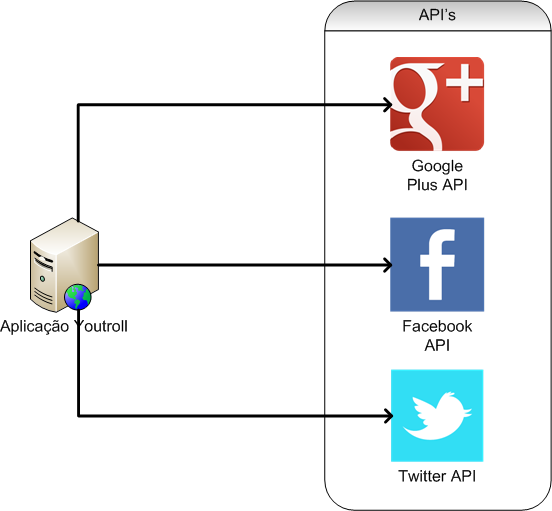 API's
g+
Google
Plus API
Aplicação Youtroll
f
Facebook
API
Twitter API